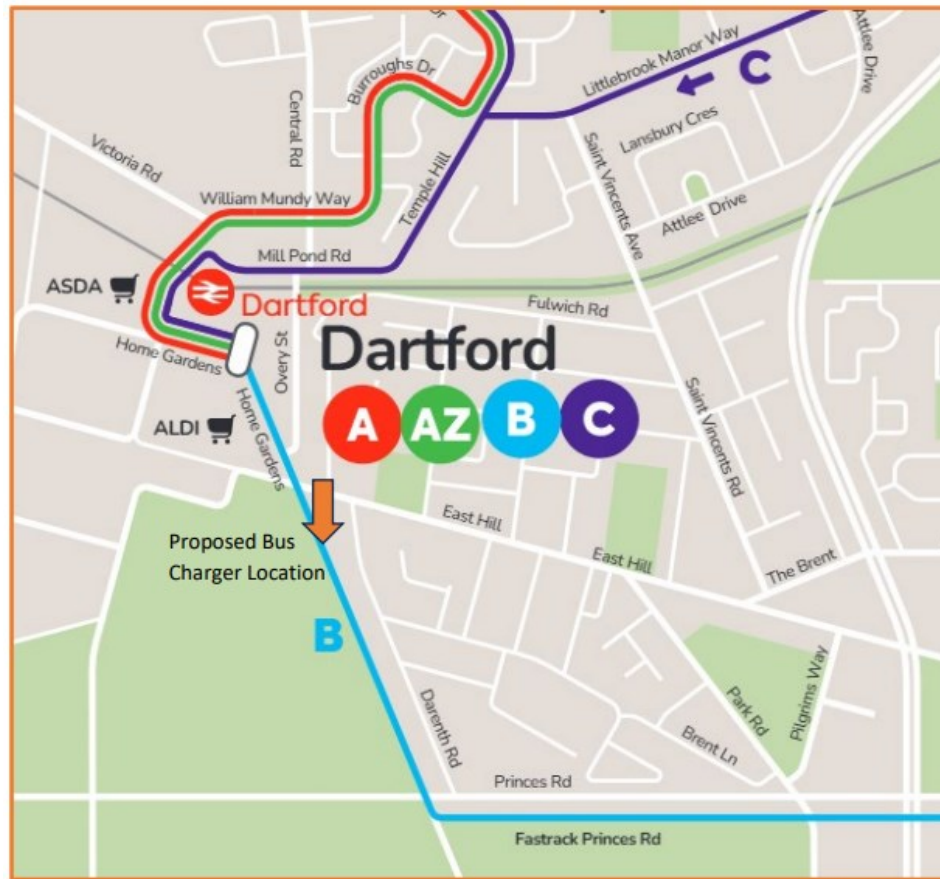 Burroughs Dr
Littlebrook Manor Way
C
Attlee Drive
Central Rd
Lansbury Cres
Victoria Rd
Saint Vincents Ave
William Mundy Way
Temple Hill
Attlee Drive
Mill Pond Rd
ASDA
Dartford
Fulwich Rd
Home Gardens
Overy St
Dartford
A
AZ
B
C
ALDI
Home Gardens
Saint Vincents Rd
East Hill
Proposed Bus
Charger Location
East Hill
The Brent
B
Darenth Rd
Park Rd
Pilgrims Way
Brent Ln
Princes Rd
Fastrack Princes Rd